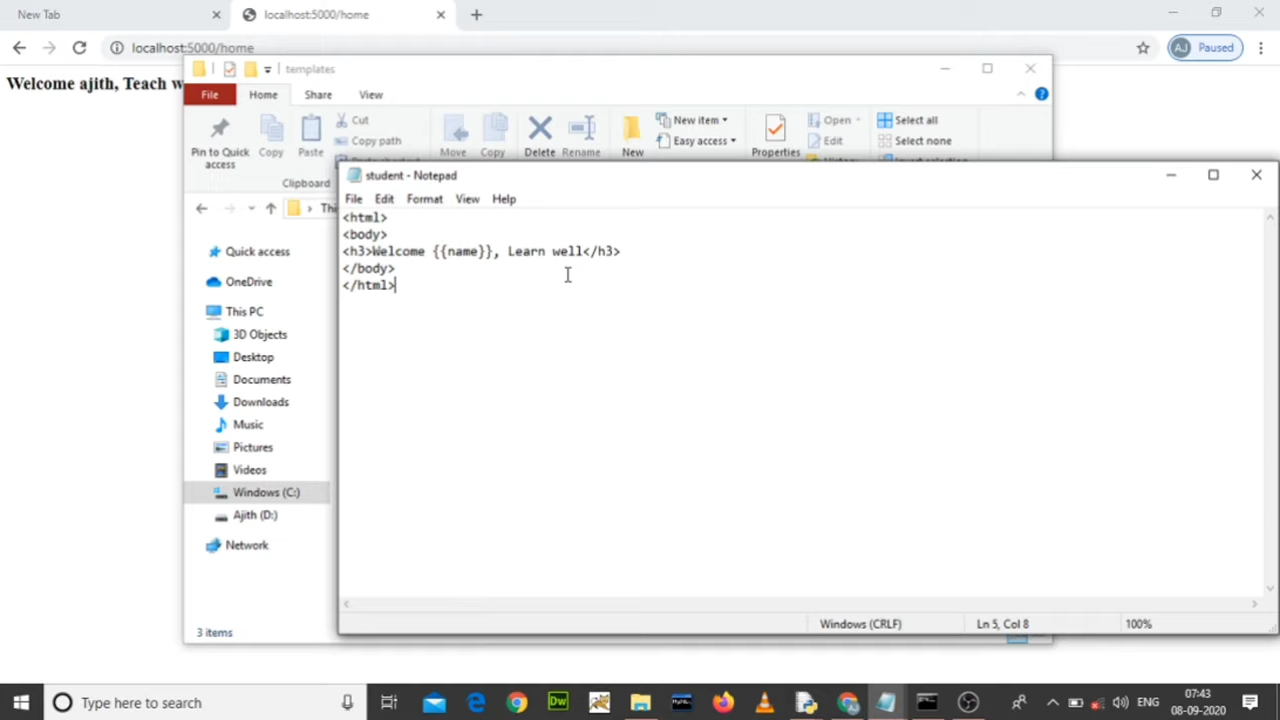 New Tab
localhost:5000/home
localhost:5000/home
AJ Paused
Welcome ajith, Teach w
templates
File Home Share View
Pin to Quick access
Copy
Paste
Cut
Copy path
Clipboard
Move
Copy
Delete
Rename
New item
Easy access
New
Properties
Open
Edit
Select all
Select none
student - Notepad
File Edit Format View Help
<html>
<body>
<h3>Welcome {{name}}, Learn well</h3>
</body>
</html>
Quick access
OneDrive
This PC
3D Objects
Desktop
Documents
Downloads
Music
Pictures
Videos
Windows (C:)
Ajith (D:)
Network
3 items
Windows (CRLF)
Ln 5, Col 8
100%
Type here to search
Dw
ENG
07:43
08-09-2020